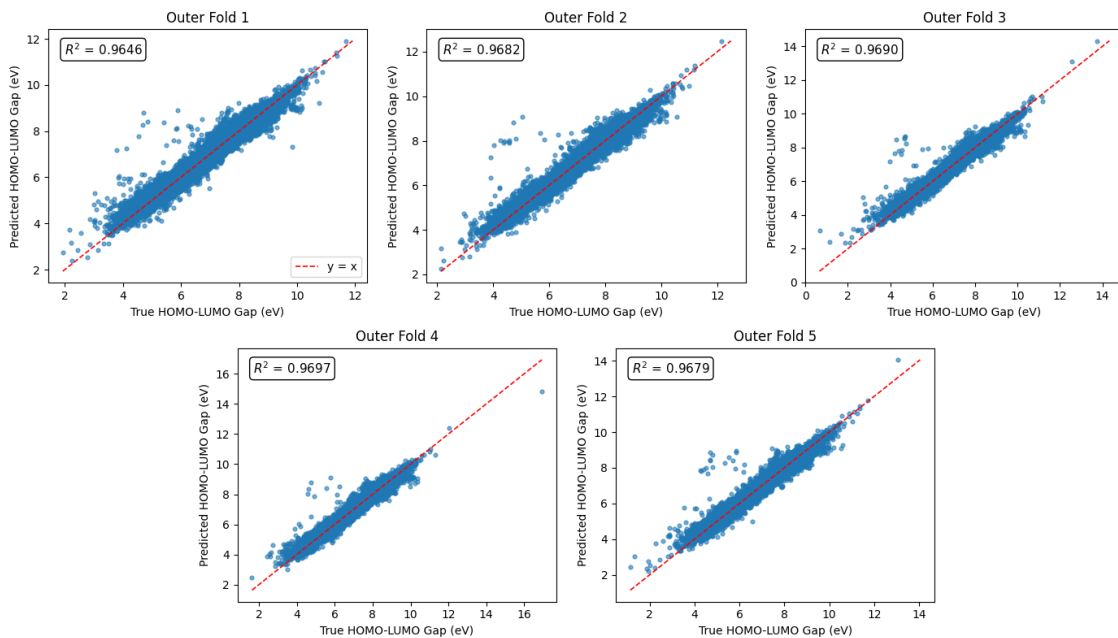 Outer Fold 1
R² = 0.9646
12
10
8
6
4
2
Predicted HOMO-LUMO Gap (eV)
2 4 6 8 10 12
True HOMO-LUMO Gap (eV)
y = x
Outer Fold 2
R² = 0.9682
12
10
8
6
4
2
Predicted HOMO-LUMO Gap (eV)
2 4 6 8 10 12
True HOMO-LUMO Gap (eV)
Outer Fold 3
R² = 0.9690
14
12
10
8
6
4
2
0
Predicted HOMO-LUMO Gap (eV)
0 2 4 6 8 10 12 14
True HOMO-LUMO Gap (eV)
Outer Fold 4
R² = 0.9697
16
14
12
10
8
6
4
2
Predicted HOMO-LUMO Gap (eV)
2 4 6 8 10 12 14 16
True HOMO-LUMO Gap (eV)
Outer Fold 5
R² = 0.9679
14
12
10
8
6
4
2
Predicted HOMO-LUMO Gap (eV)
2 4 6 8 10 12 14
True HOMO-LUMO Gap (eV)